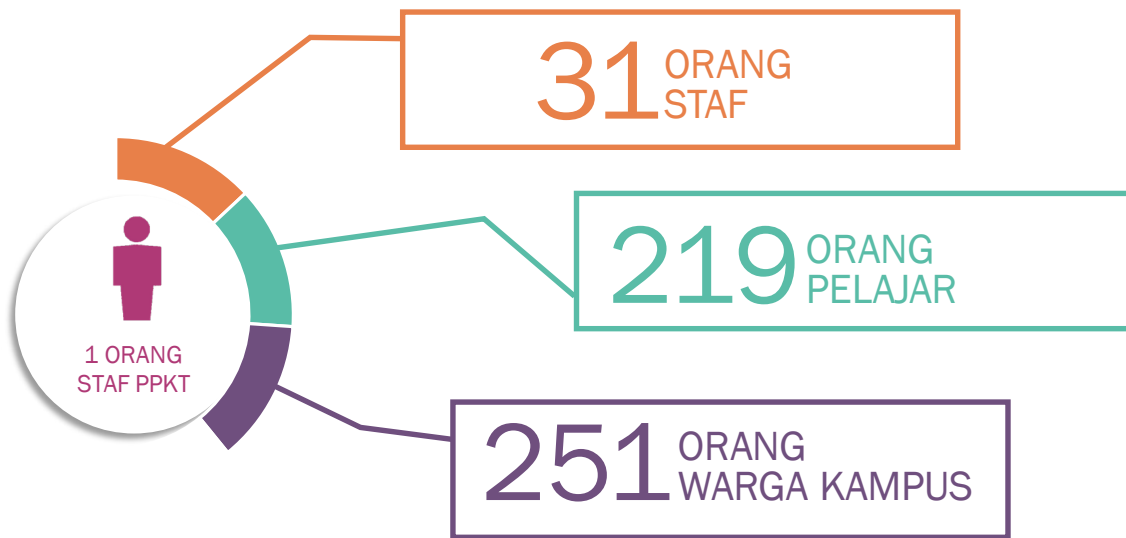 31 ORANG
STAF
219 ORANG
PELAJAR
1 ORANG
STAF PPKT
251 ORANG
WARGA KAMPUS